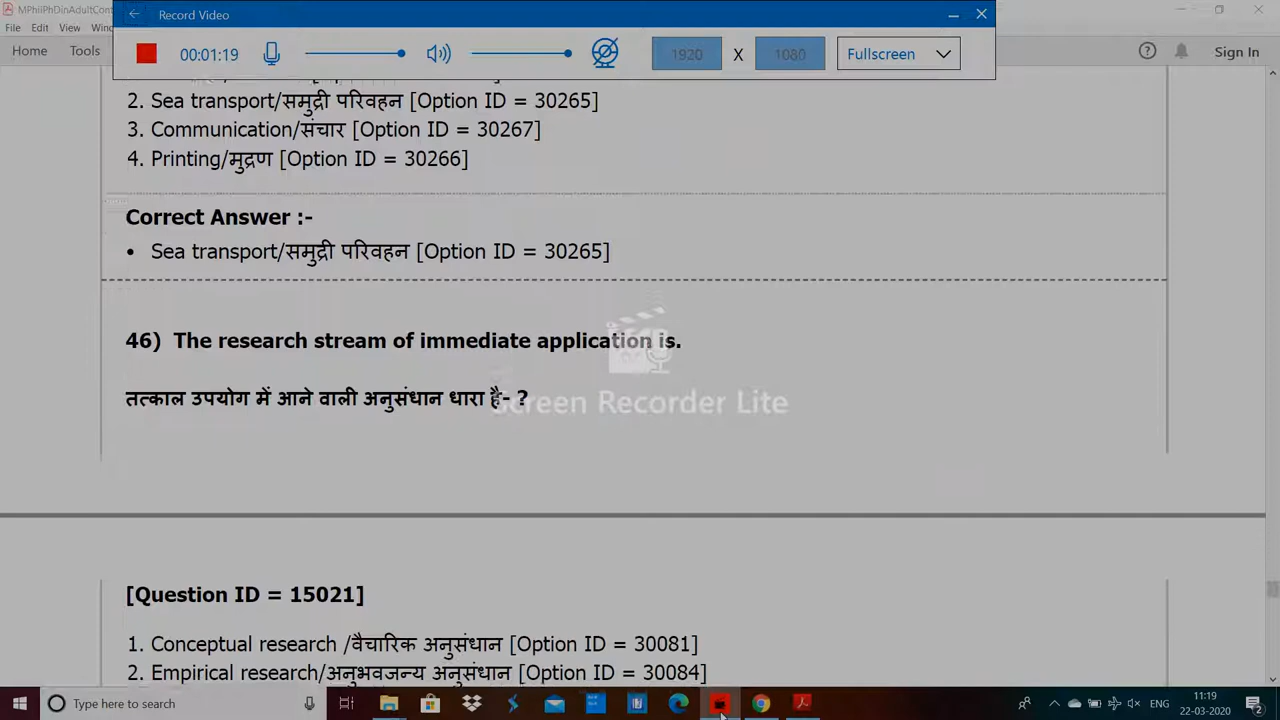 MPhilPhDinAdultCont
File Edit View Wind
Home Tools
Record Video
00:01:19
1920 X 1080 Fullscreen
Sign In
2. Sea transport/समुद्री परिवहन [Option ID = 30265]
3. Communication/संचार [Option ID = 30267]
4. Printing/मुद्रण [Option ID = 30266]
Correct Answer :-
• Sea transport/समुद्री परिवहन [Option ID = 30265]
46) The research stream of immediate application is.
तत्काल उपयोग में आने वाली अनुसंधान धारा है- ?
Screen Recorder Lite
[Question ID = 15021]
1. Conceptual research /वैचारिक अनुसंधान [Option ID = 30081]
2. Empirical research/अनुभवजन्य अनुसंधान [Option ID = 30084]
Type here to search
11:19
22-03-2020
2